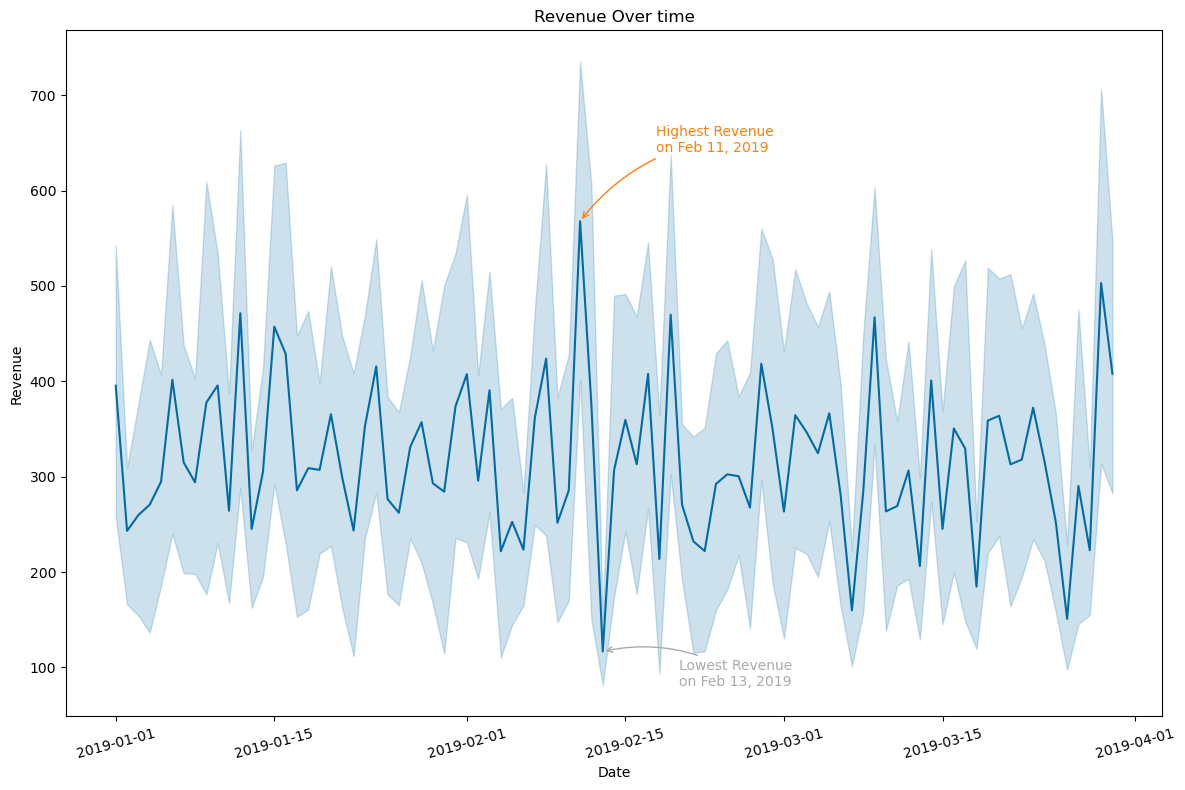 Revenue Over time
700
600
500
400
300
200
100
Revenue
Highest Revenue
on Feb 11, 2019
Lowest Revenue
on Feb 13, 2019
2019-01-01
2019-01-15
2019-02-01
2019-02-15
2019-03-01
2019-03-15
2019-04-01
Date